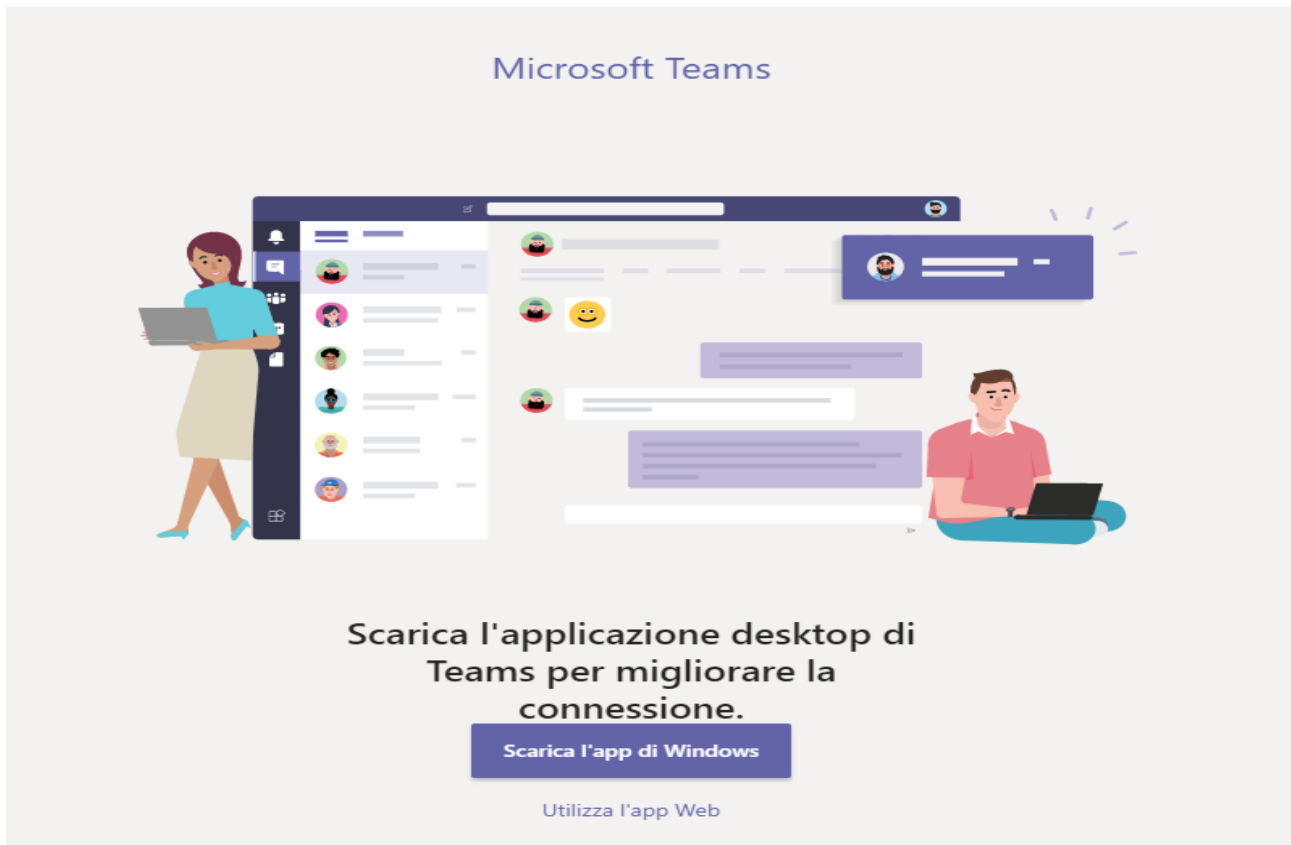 Microsoft Teams
Scarica l'applicazione desktop di
Teams per migliorare la
connessione.
Scarica l'app di Windows
Utilizza l'app Web